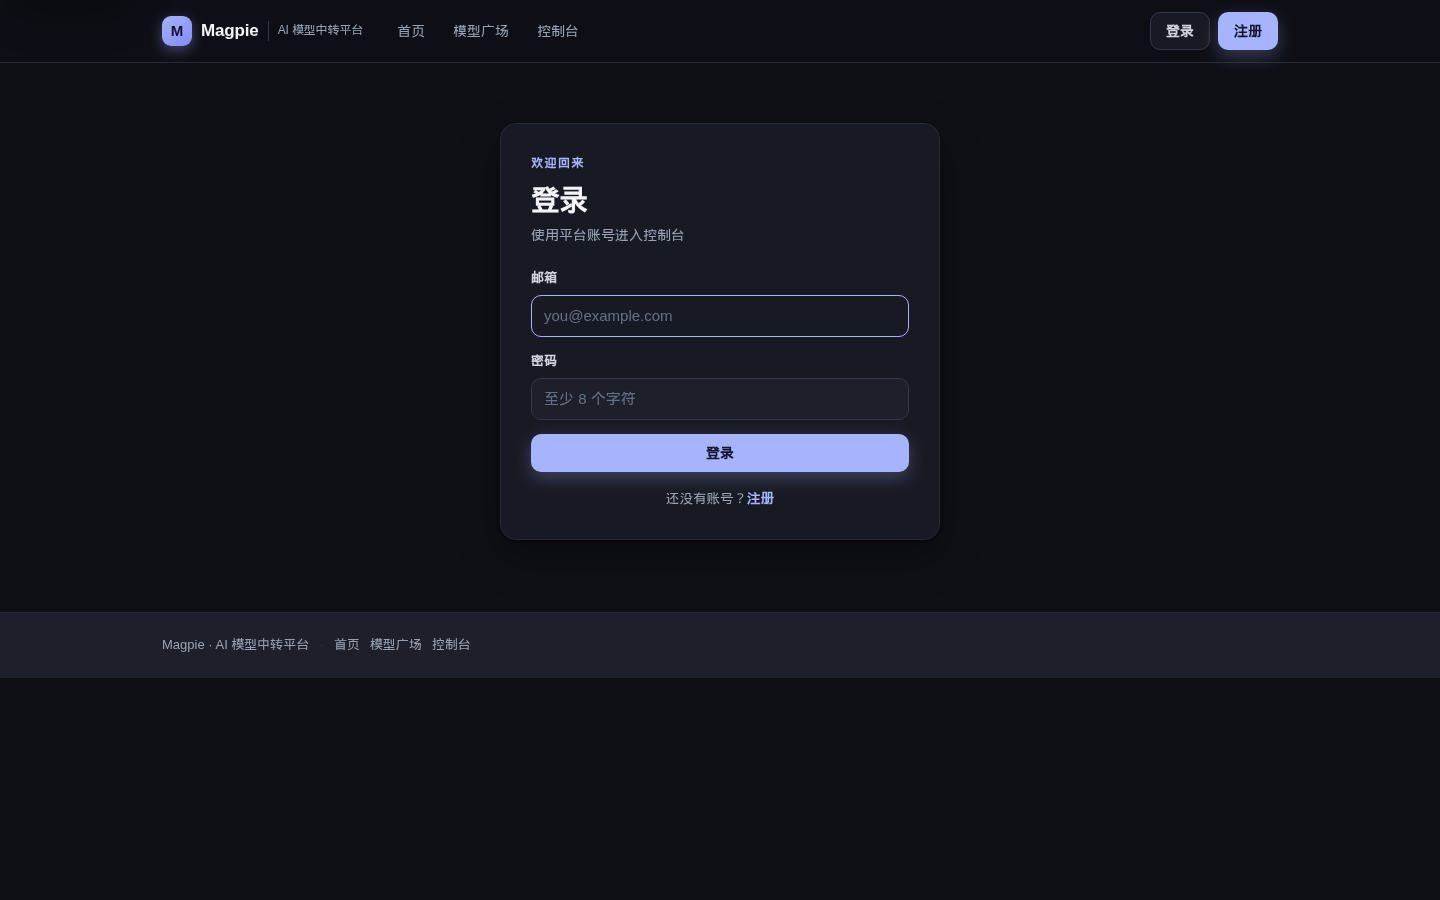 M Magpie AI 模型中转平台 首页 模型广场 控制台 登录 注册
欢迎回来
登录
使用平台账号进入控制台
邮箱
you@example.com
密码
至少 8 个字符
登录
还没有账号？注册
Magpie · AI 模型中转平台 · 首页 模型广场 控制台